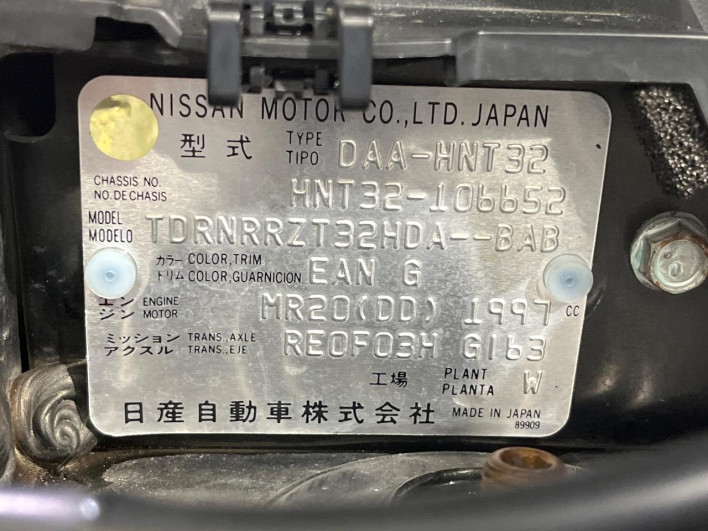 NISSAN MOTOR CO.,LTD. JAPAN
型式 TYPE TIPO DAA-HNT32
CHASSIS NO. NO. DE CHASIS HNT32-106652
MODEL MODELO TDRNRRZT32HDA--BAB
カラー COLOR,TRIM トリム COLOR,GUARNICION EAN G
エンジン ENGINE MOTOR MR20(DD) 1997 CC
ミッション TRANS.,AXLE アクスル TRANS.,EJE RE0F03H G163
工場 PLANT PLANTA W
日産自動車株式会社 MADE IN JAPAN
89909